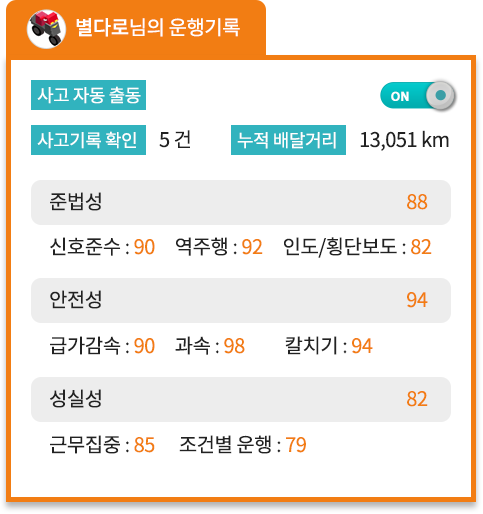 별다로님의 운행기록
사고 자동 출동 ON
사고기록 확인 5 건 누적 배달거리 13,051 km
준법성 88
신호준수 : 90 역주행 : 92 인도/횡단보도 : 82
안전성 94
급가감속 : 90 과속 : 98 칼치기 : 94
성실성 82
근무집중 : 85 조건별 운행 : 79